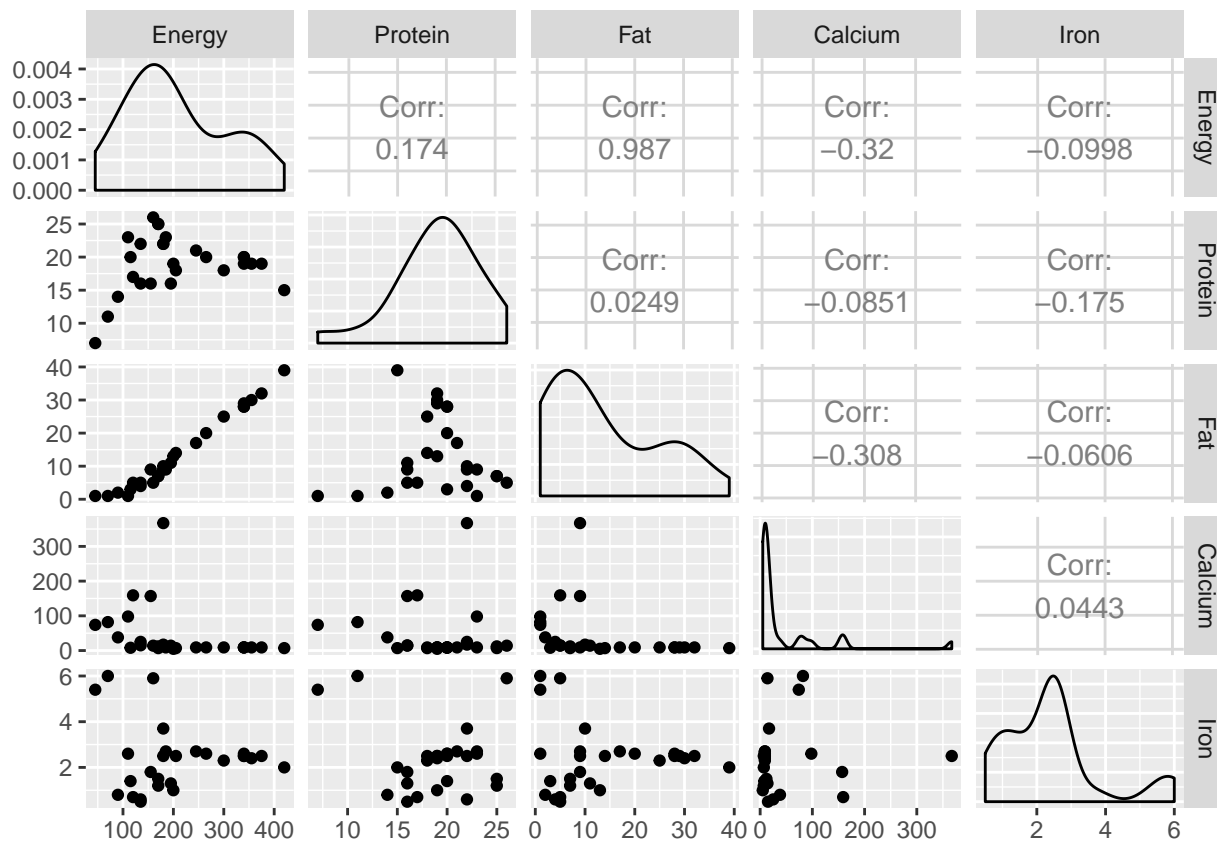 Energy Protein Fat Calcium Iron
0.004
0.003
0.002
0.001
0.000
Corr:
0.174
Corr:
0.987
Corr:
−0.32
Corr:
−0.0998
Energy
25
20
15
10
Corr:
0.0249
Corr:
−0.0851
Corr:
−0.175
Protein
40
30
20
10
0
Corr:
−0.308
Corr:
−0.0606
Fat
300
200
100
0
Corr:
0.0443
Calcium
6
4
2
Iron
100 200 300 400 10 15 20 25 0 10 20 30 40 0 100 200 300 2 4 6